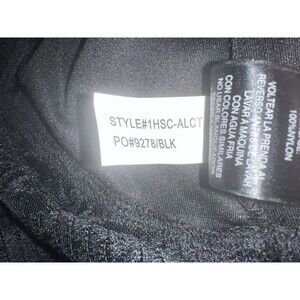 STYLE#1HSC-ALCT
PO#9278/BLK
100%NYLON
VOLTEAR LA PRENDA AL
LAVAR A MAQUINA
CON AGUA FRIA
CON COLORES SIMILARES